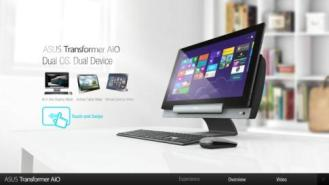 ASUS Transformer AiO
Dual OS. Dual Device
Touch and Swipe
ASUS Transformer AiO
Experience
Overview
Video